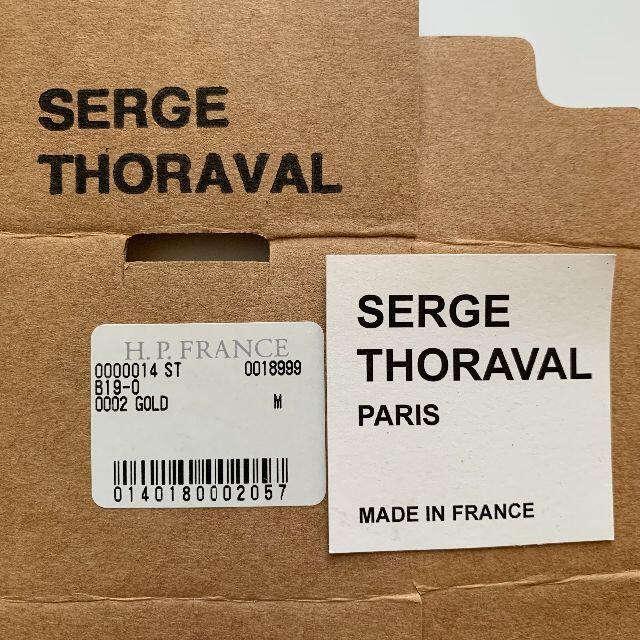 SERGE
THORAVAL
H.P. FRANCE
0000014 ST 0018999
B19-0
0002 GOLD M
0140180002057
SERGE
THORAVAL
PARIS
MADE IN FRANCE